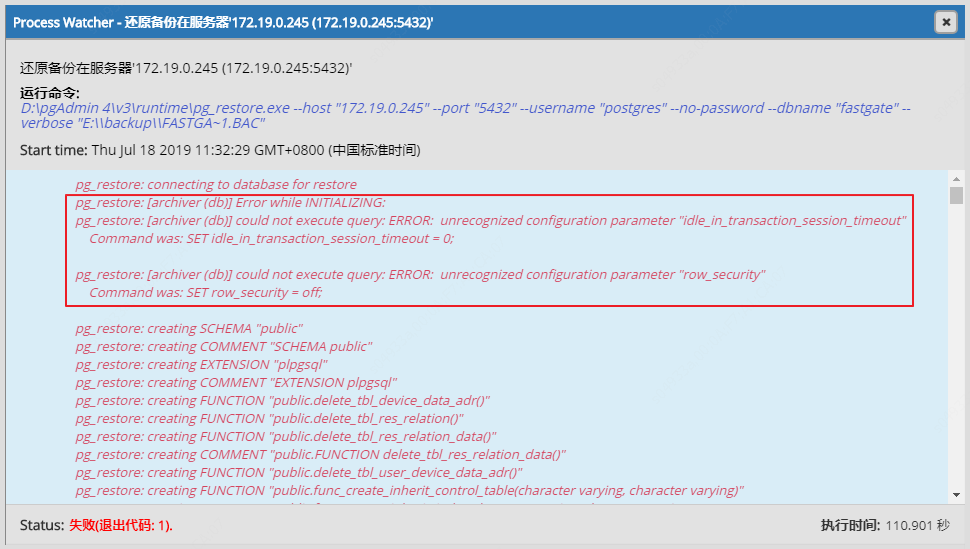 Process Watcher - 还原备份在服务器'172.19.0.245 (172.19.0.245:5432)'
还原备份在服务器'172.19.0.245 (172.19.0.245:5432)'
运行命令:
D:\pgAdmin 4\v3\runtime\pg_restore.exe --host "172.19.0.245" --port "5432" --username "postgres" --no-password --dbname "fastgate" --
verbose "E:\\backup\\FASTGA~1.BAC"
Start time: Thu Jul 18 2019 11:32:29 GMT+0800 (中国标准时间)
pg_restore: connecting to database for restore
pg_restore: [archiver (db)] Error while INITIALIZING:
pg_restore: [archiver (db)] could not execute query: ERROR:  unrecognized configuration parameter "idle_in_transaction_session_timeout"
Command was: SET idle_in_transaction_session_timeout = 0;
pg_restore: [archiver (db)] could not execute query: ERROR:  unrecognized configuration parameter "row_security"
Command was: SET row_security = off;
pg_restore: creating SCHEMA "public"
pg_restore: creating COMMENT "SCHEMA public"
pg_restore: creating EXTENSION "plpgsql"
pg_restore: creating COMMENT "EXTENSION plpgsql"
pg_restore: creating FUNCTION "public.delete_tbl_device_data_adr()"
pg_restore: creating FUNCTION "public.delete_tbl_res_relation()"
pg_restore: creating FUNCTION "public.delete_tbl_res_relation_data()"
pg_restore: creating COMMENT "public.FUNCTION delete_tbl_res_relation_data()"
pg_restore: creating FUNCTION "public.delete_tbl_user_device_data_adr()"
pg_restore: creating FUNCTION "public.func_create_inherit_control_table(character varying, character varying)"
Status: 失败(退出代码: 1).
执行时间: 110.901 秒